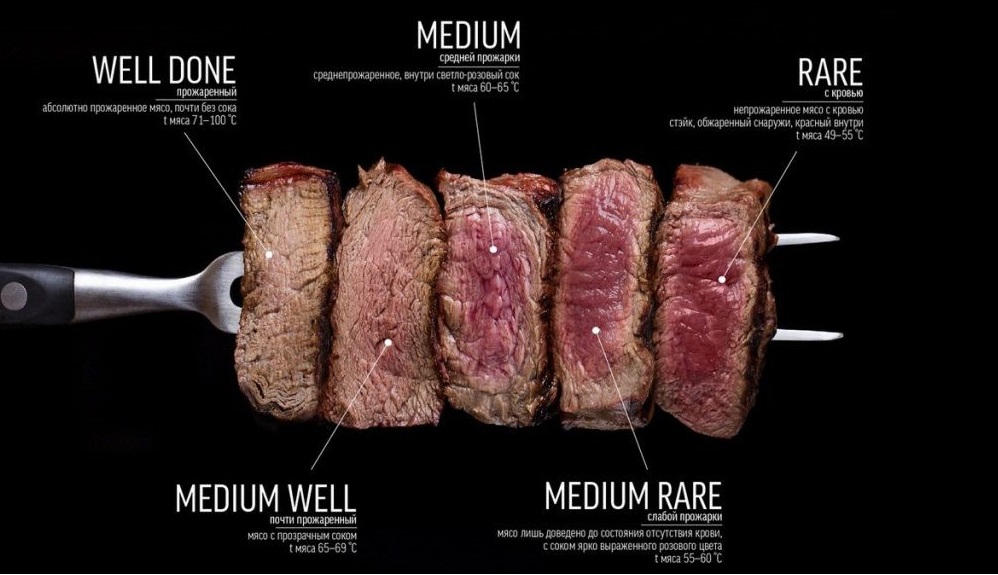 MEDIUM
средней прожарки
среднепрожаренное, внутри светло-розовый сок
t мяса 60–65 °C
WELL DONE
прожаренный
абсолютно прожаренное мясо, почти без сока
t мяса 71–100 °C
RARE
с кровью
непрожаренное мясо с кровью
стэйк, обжаренный снаружи, красный внутри
t мяса 49–55 °C
MEDIUM WELL
почти прожаренный
мясо с прозрачным соком
t мяса 65–69 °C
MEDIUM RARE
слабой прожарки
мясо лишь доведено до состояния отсутствия крови,
с соком ярко выраженного розового цвета
t мяса 55–60 °C